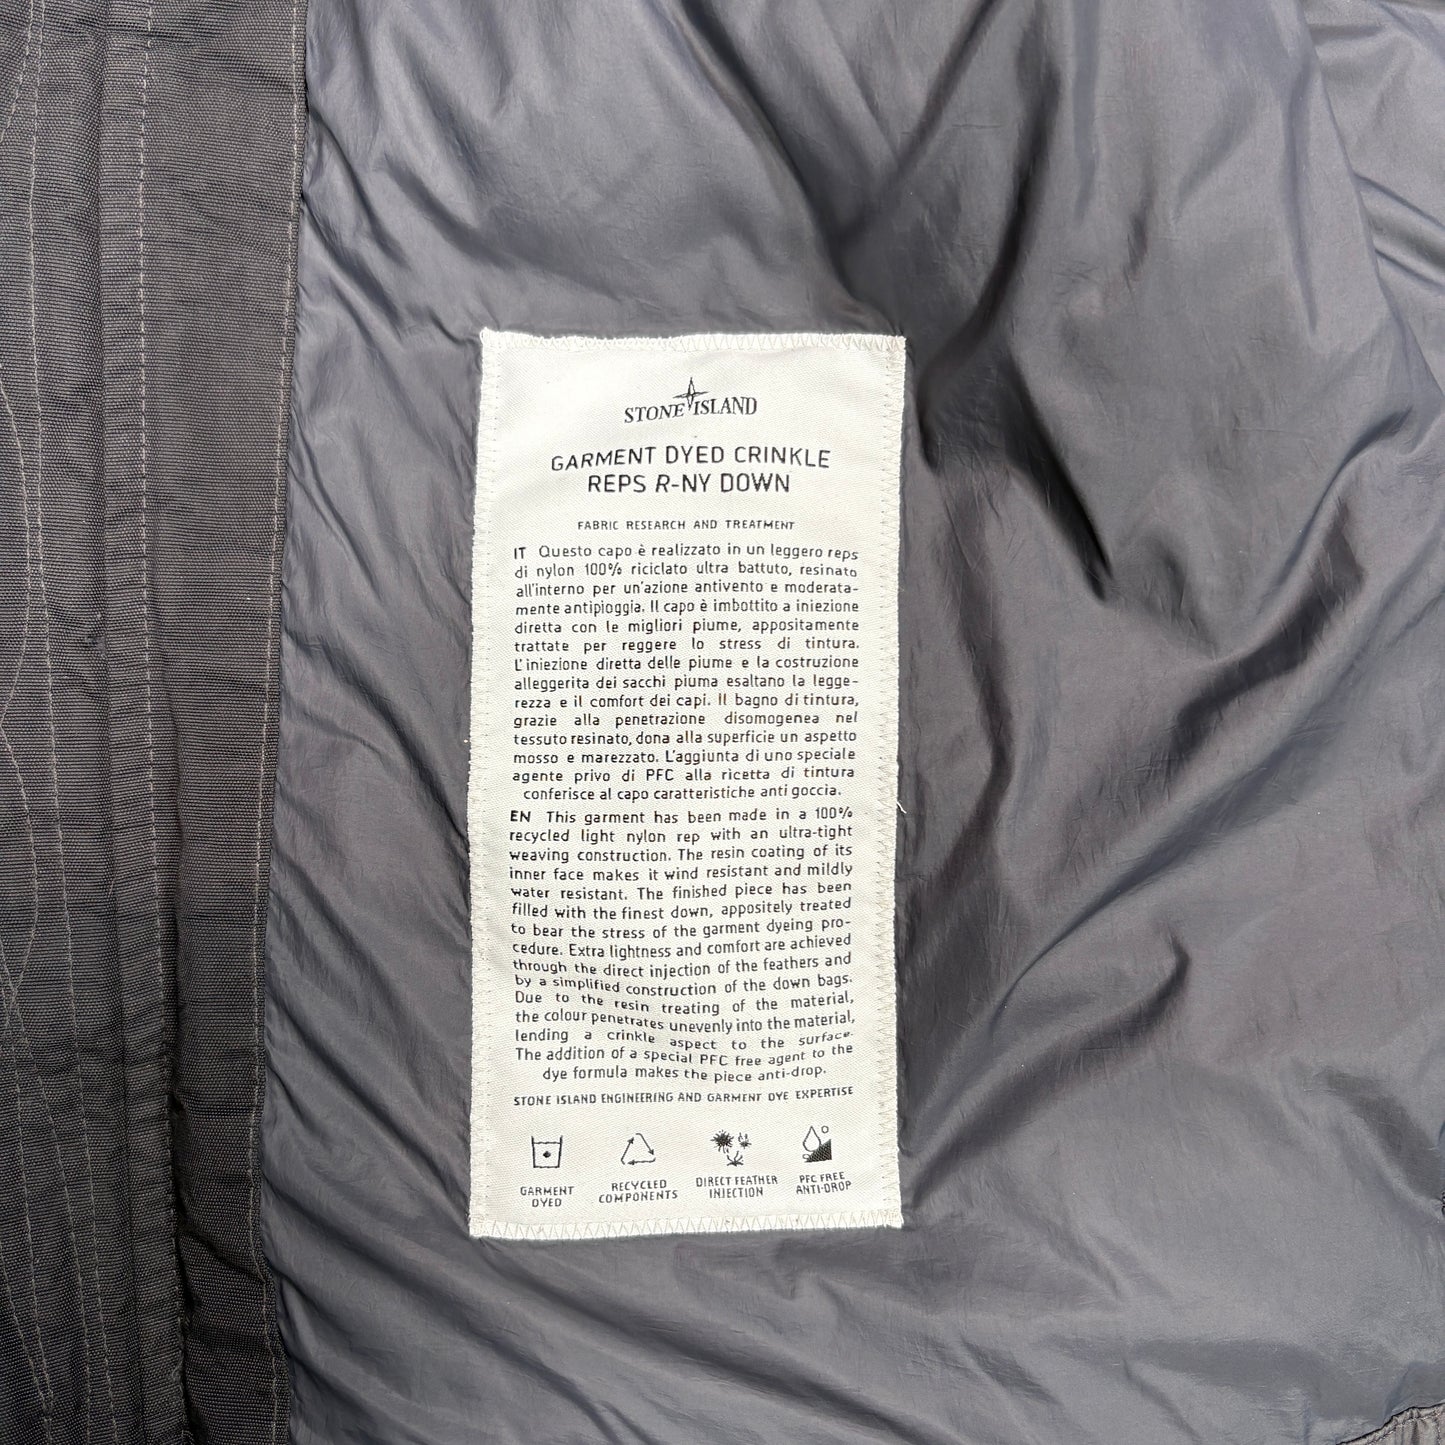 STONE ISLAND
GARMENT DYED CRINKLE
REPS R-NY DOWN
FABRIC RESEARCH AND TREATMENT
IT Questo capo è realizzato in un leggero reps
di nylon 100% riciclato ultra battuto, resinato
all'interno per un'azione antivento e moderata-
mente antipioggia. Il capo è imbottito a iniezione
diretta con le migliori piume, appositamente
trattate per reggere lo stress di tintura.
L'iniezione diretta delle piume e la costruzione
alleggerita dei sacchi piuma esaltano la legge-
rezza e il comfort dei capi. Il bagno di tintura,
grazie alla penetrazione disomogenea nel
tessuto resinato, dona alla superficie un aspetto
mosso e marezzato. L'aggiunta di uno speciale
agente privo di PFC alla ricetta di tintura
conferisce al capo caratteristiche anti goccia.
EN This garment has been made in a 100%
recycled light nylon rep with an ultra-tight
weaving construction. The resin coating of its
inner face makes it wind resistant and mildly
water resistant. The finished piece has been
filled with the finest down, appositely treated
to bear the stress of the garment dyeing pro-
cedure. Extra lightness and comfort are achieved
through the direct injection of the feathers and
by a simplified construction of the down bags.
Due to the resin treating of the material,
the colour penetrates unevenly into the material,
lending a crinkle aspect to the surface.
The addition of a special PFC free agent to the
dye formula makes the piece anti-drop.
STONE ISLAND ENGINEERING AND GARMENT DYE EXPERTISE
GARMENT
DYED
RECYCLED
COMPONENTS
DIRECT FEATHER
INJECTION
PFC FREE
ANTI-DROP